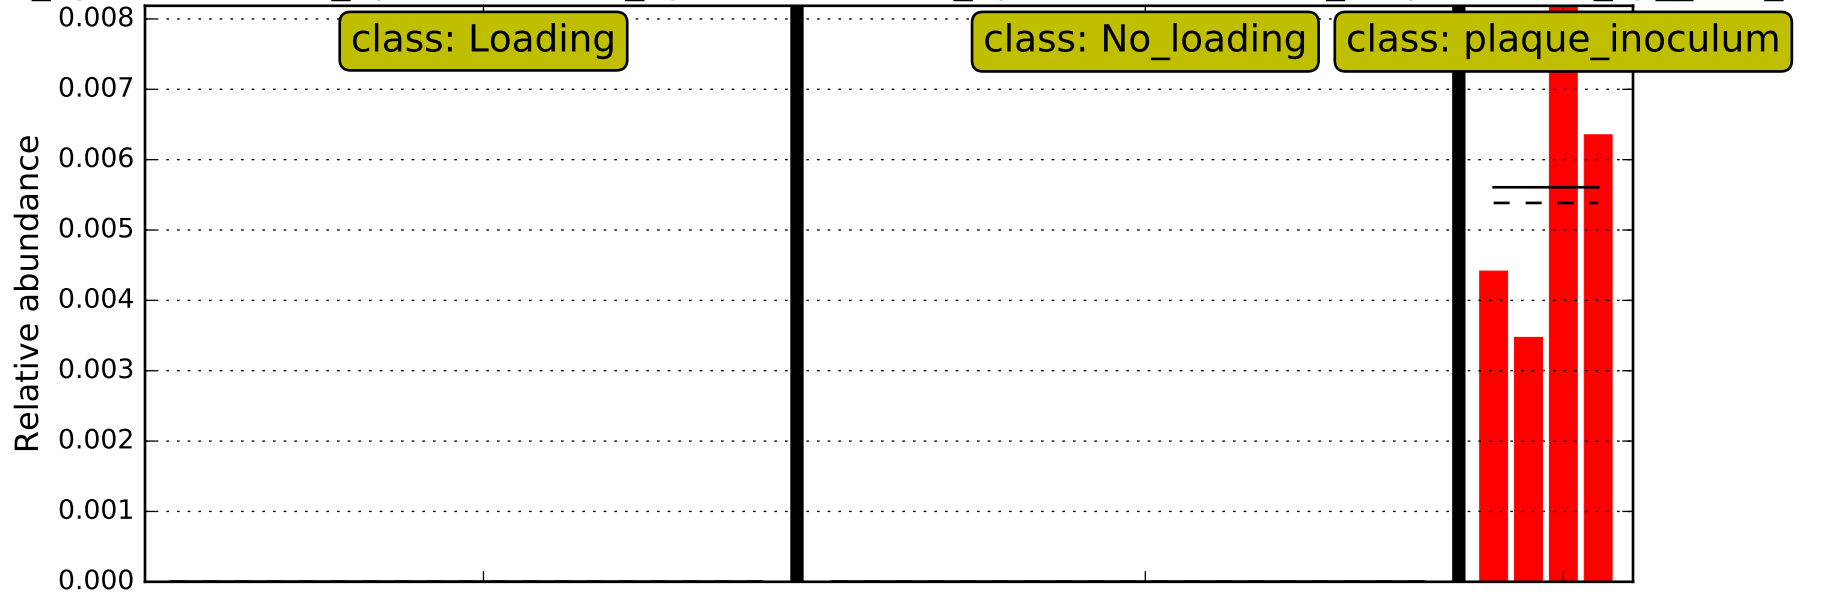 0.008
class: Loading
class: No_loading
class: plaque_inoculum
0.007
0.006
0.005
0.004
0.003
0.002
0.001
0.000
Relative abundance